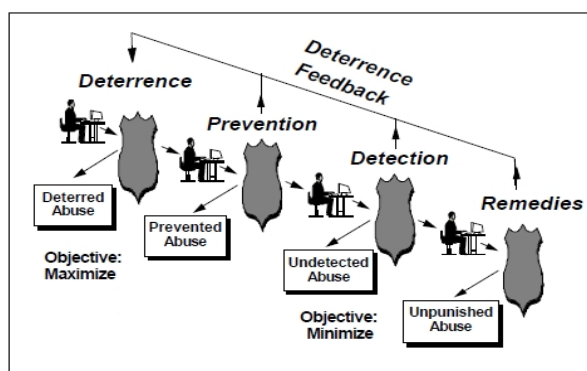 Deterrence
Feedback
Deterrence
Prevention
Detection
Remedies
Deterred
Abuse
Prevented
Abuse
Undetected
Abuse
Unpunished
Abuse
Objective:
Maximize
Objective:
Minimize